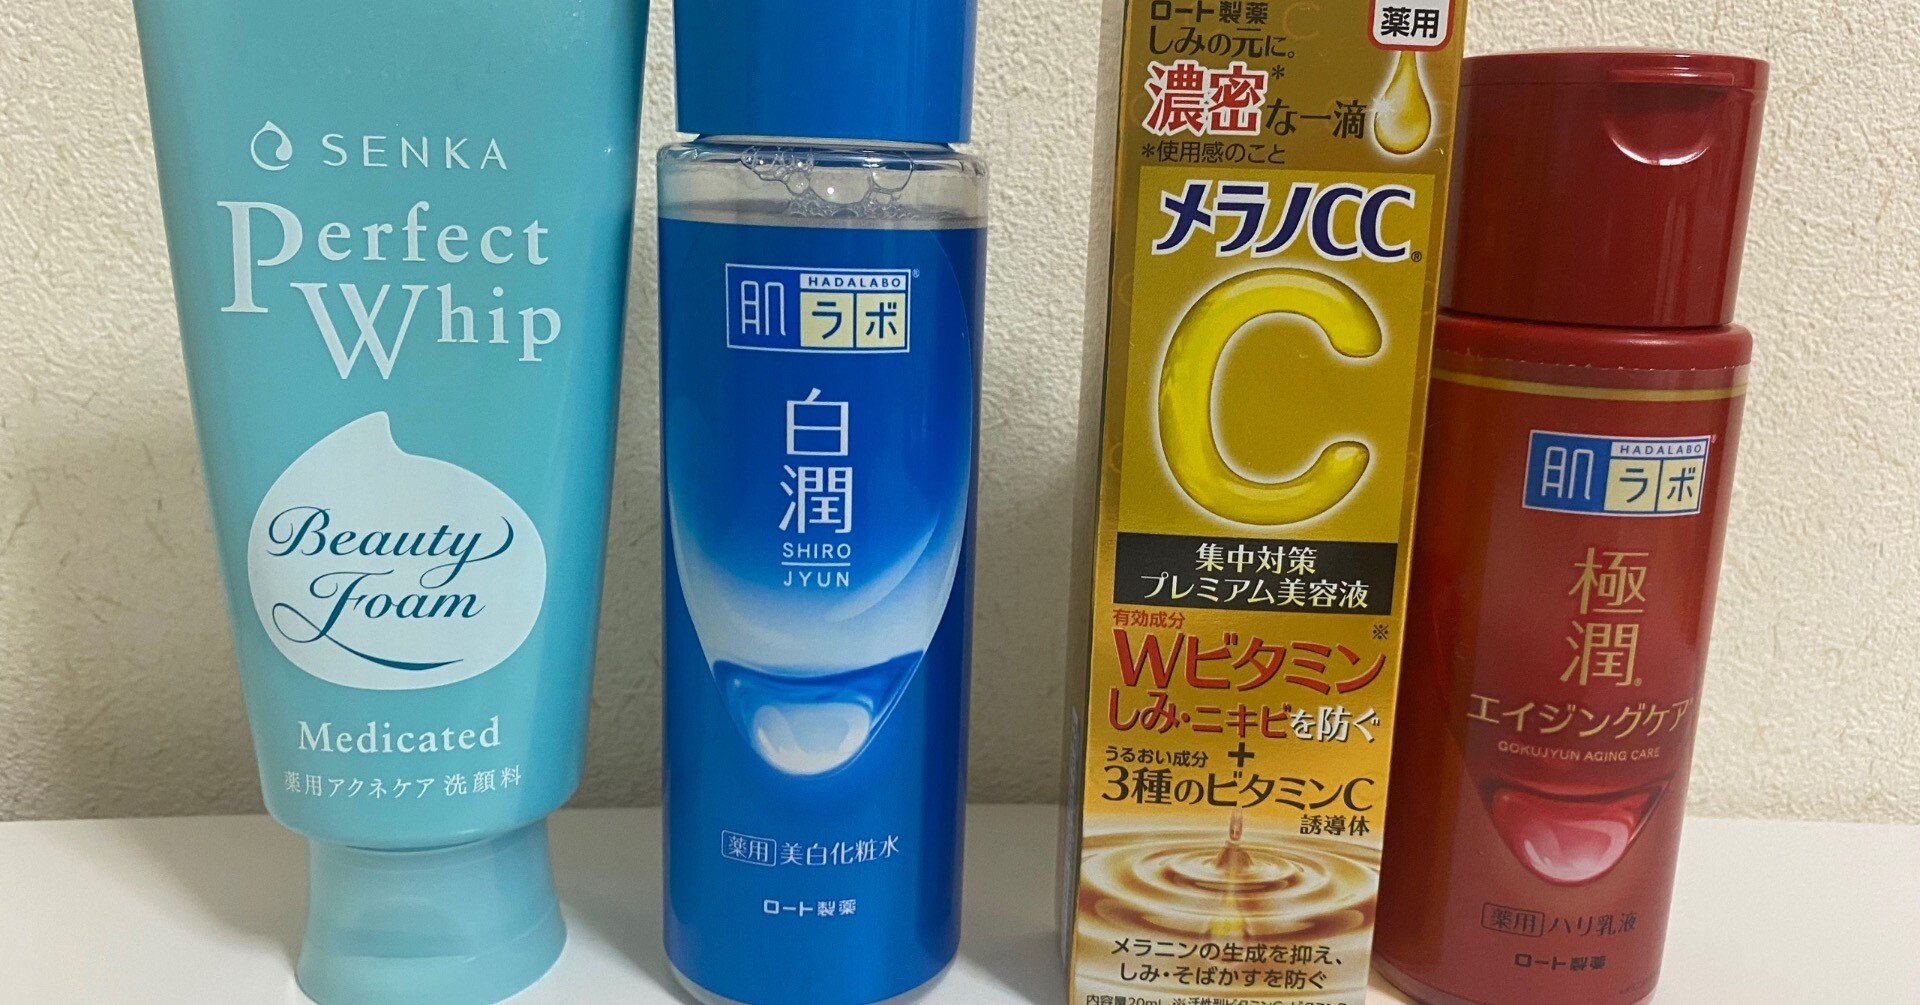 SENKA
Perfect
Whip
Beauty
Foam
Medicated
薬用アクネケア 洗顔料
肌ラボ
HADALABO
®
白潤
SHIRO
JYUN
薬用 美白化粧水
ロート製薬
ロート製薬
薬用
しみの元に。
濃密*な一滴
*使用感のこと
メラノCC®
C
集中対策
プレミアム美容液
有効成分
Wビタミン※
しみ・ニキビを防ぐ
+
うるおい成分
3種のビタミンC
誘導体
メラニンの生成を抑え、
しみ・そばかすを防ぐ
内容量20mL
肌ラボ
HADALABO
®
極潤®
エイジングケア
GOKUJYUN AGING CARE
薬用 ハリ乳液
ロート製薬